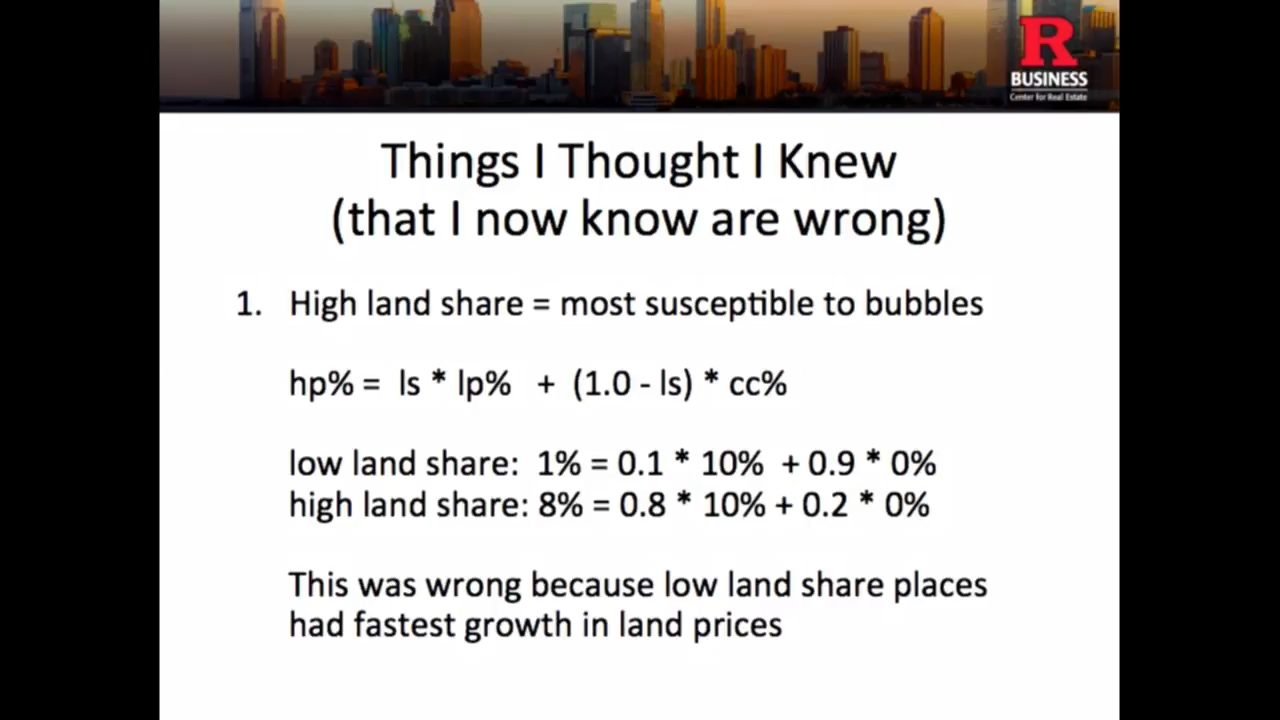 R
BUSINESS
Center for Real Estate
Things I Thought I Knew
(that I now know are wrong)
1. High land share = most susceptible to bubbles
hp% = ls * lp% + (1.0 - ls) * cc%
low land share: 1% = 0.1 * 10% + 0.9 * 0%
high land share: 8% = 0.8 * 10% + 0.2 * 0%
This was wrong because low land share places
had fastest growth in land prices